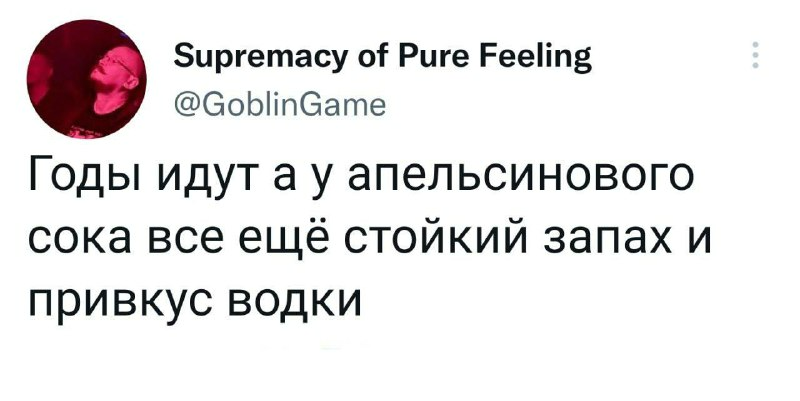 Supremacy of Pure Feeling
@GoblinGame
Годы идут а у апельсинового
сока все ещё стойкий запах и
привкус водки